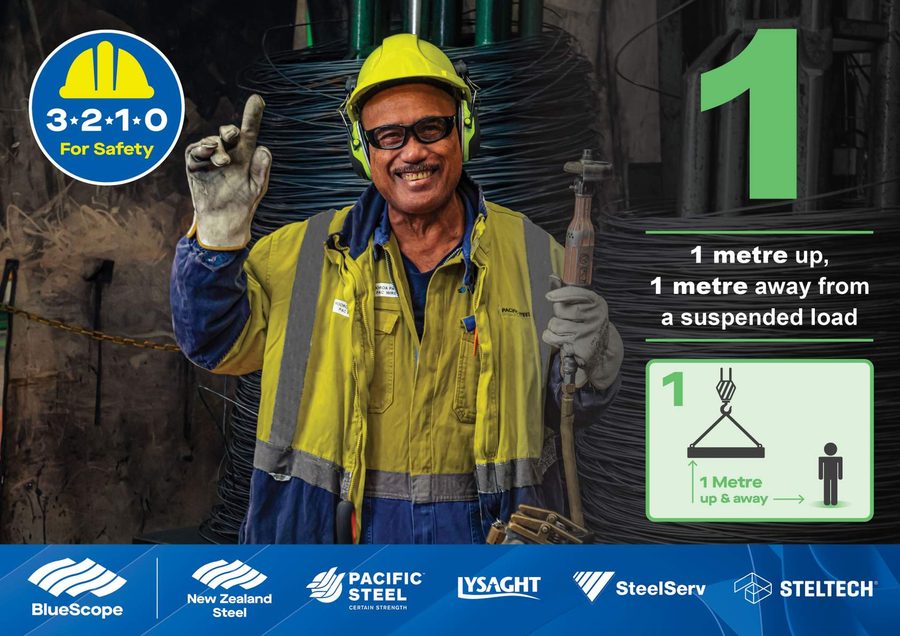 3★2★1★0
For Safety
1
1 metre up,
1 metre away from
a suspended load
PACIFIC
1
1 Metre
up & away
BlueScope
New Zealand
Steel
PACIFIC
STEEL
CERTAIN STRENGTH
LYSAGHT
SteelServ
STELTECH®